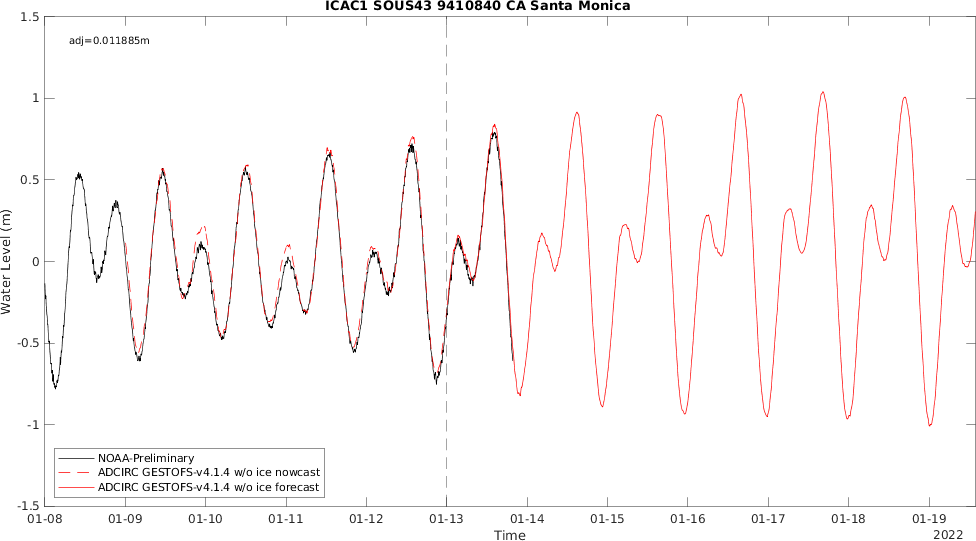 ICAC1 SOUS43 9410840 CA Santa Monica
1.5
adj=0.011885m
1
0.5
0
-0.5
-1
-1.5
Water Level (m)
NOAA-Preliminary
ADCIRC GESTOFS-v4.1.4 w/o ice nowcast
ADCIRC GESTOFS-v4.1.4 w/o ice forecast
01-08 01-09 01-10 01-11 01-12 01-13 01-14 01-15 01-16 01-17 01-18 01-19
Time
2022